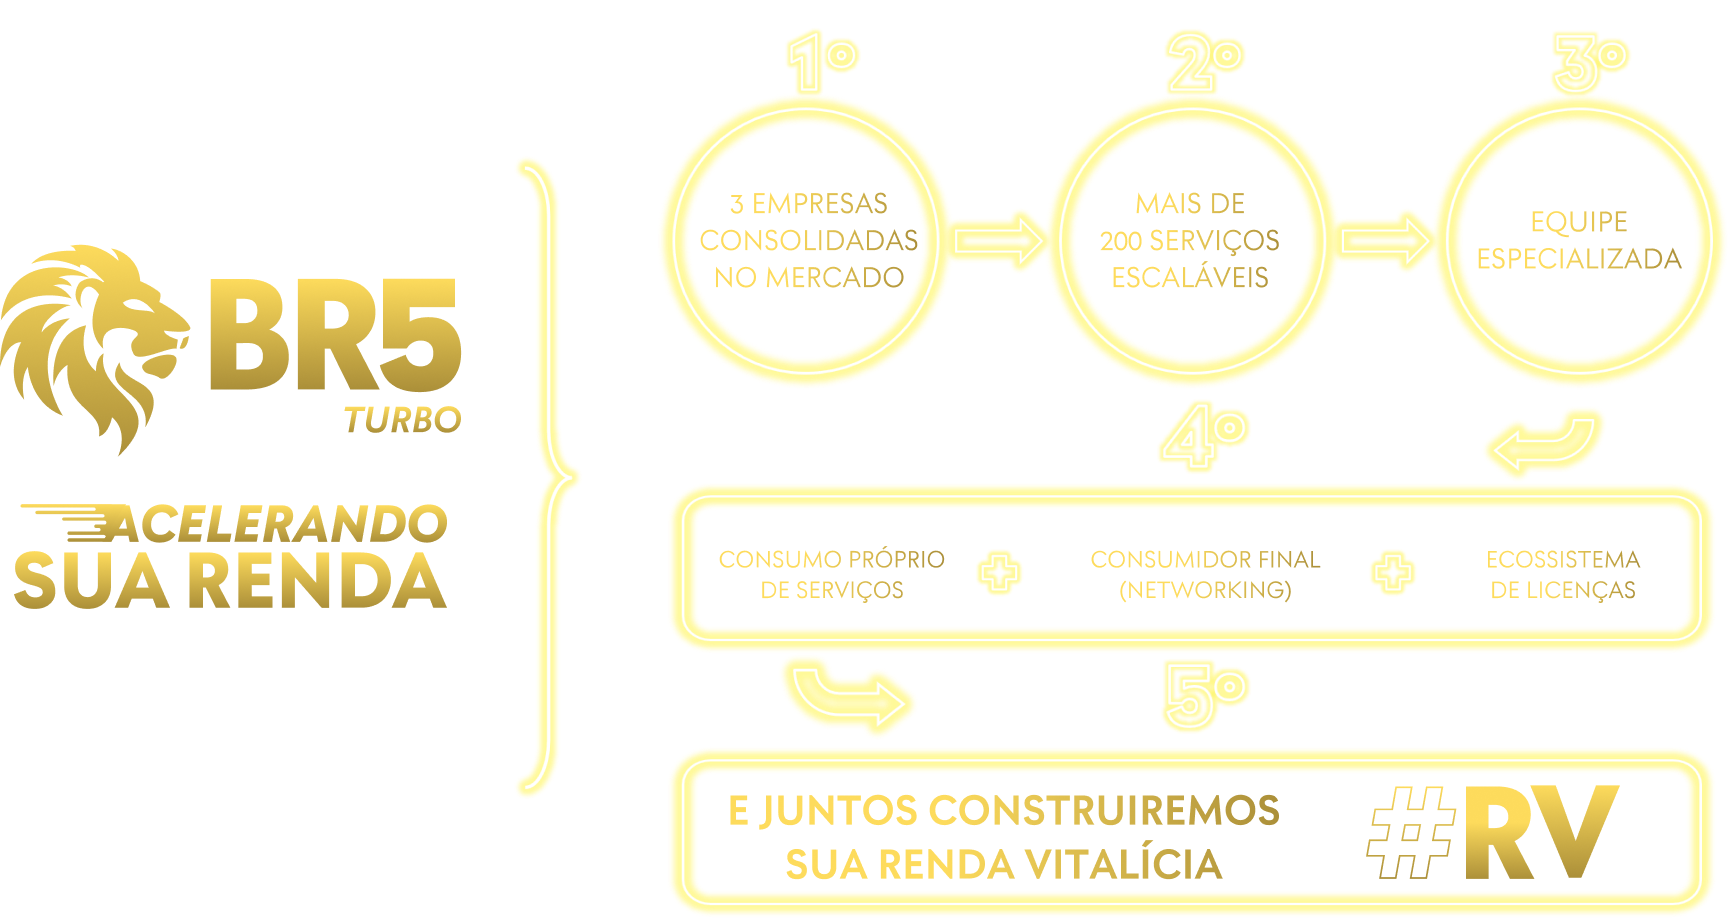 BR5
TURBO
ACELERANDO
SUA RENDA
1º
3 EMPRESAS
CONSOLIDADAS
NO MERCADO
2º
MAIS DE
200 SERVIÇOS
ESCALÁVEIS
3º
EQUIPE
ESPECIALIZADA
4º
CONSUMO PRÓPRIO
DE SERVIÇOS
+
CONSUMIDOR FINAL
(NETWORKING)
+
ECOSSISTEMA
DE LICENÇAS
5º
E JUNTOS CONSTRUIREMOS
SUA RENDA VITALÍCIA
#RV